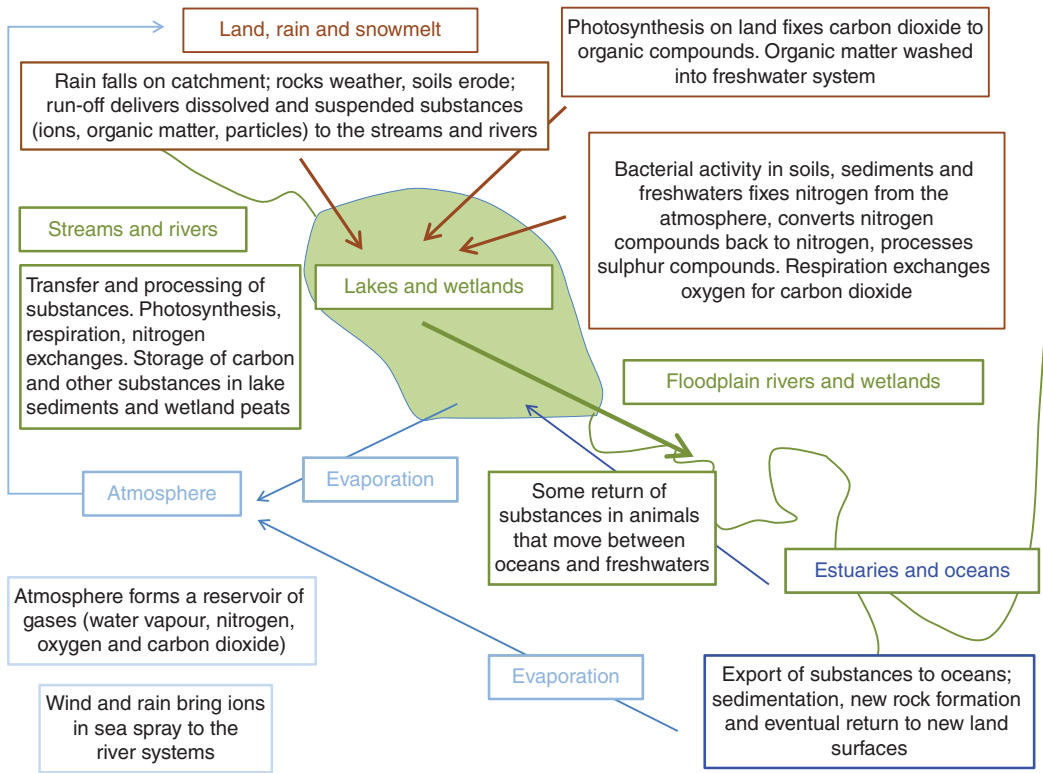 Land, rain and snowmelt
Photosynthesis on land fixes carbon dioxide to
organic compounds. Organic matter washed
into freshwater system
Rain falls on catchment; rocks weather, soils erode;
run-off delivers dissolved and suspended substances
(ions, organic matter, particles) to the streams and rivers
Bacterial activity in soils, sediments and
freshwaters fixes nitrogen from the
atmosphere, converts nitrogen
compounds back to nitrogen, processes
sulphur compounds. Respiration exchanges
oxygen for carbon dioxide
Streams and rivers
Transfer and processing of
substances. Photosynthesis,
respiration, nitrogen
exchanges. Storage of carbon
and other substances in lake
sediments and wetland peats
Lakes and wetlands
Floodplain rivers and wetlands
Evaporation
Atmosphere
Some return of
substances in animals
that move between
oceans and freshwaters
Estuaries and oceans
Atmosphere forms a reservoir of
gases (water vapour, nitrogen,
oxygen and carbon dioxide)
Evaporation
Export of substances to oceans;
sedimentation, new rock formation
and eventual return to new land
surfaces
Wind and rain bring ions
in sea spray to the
river systems